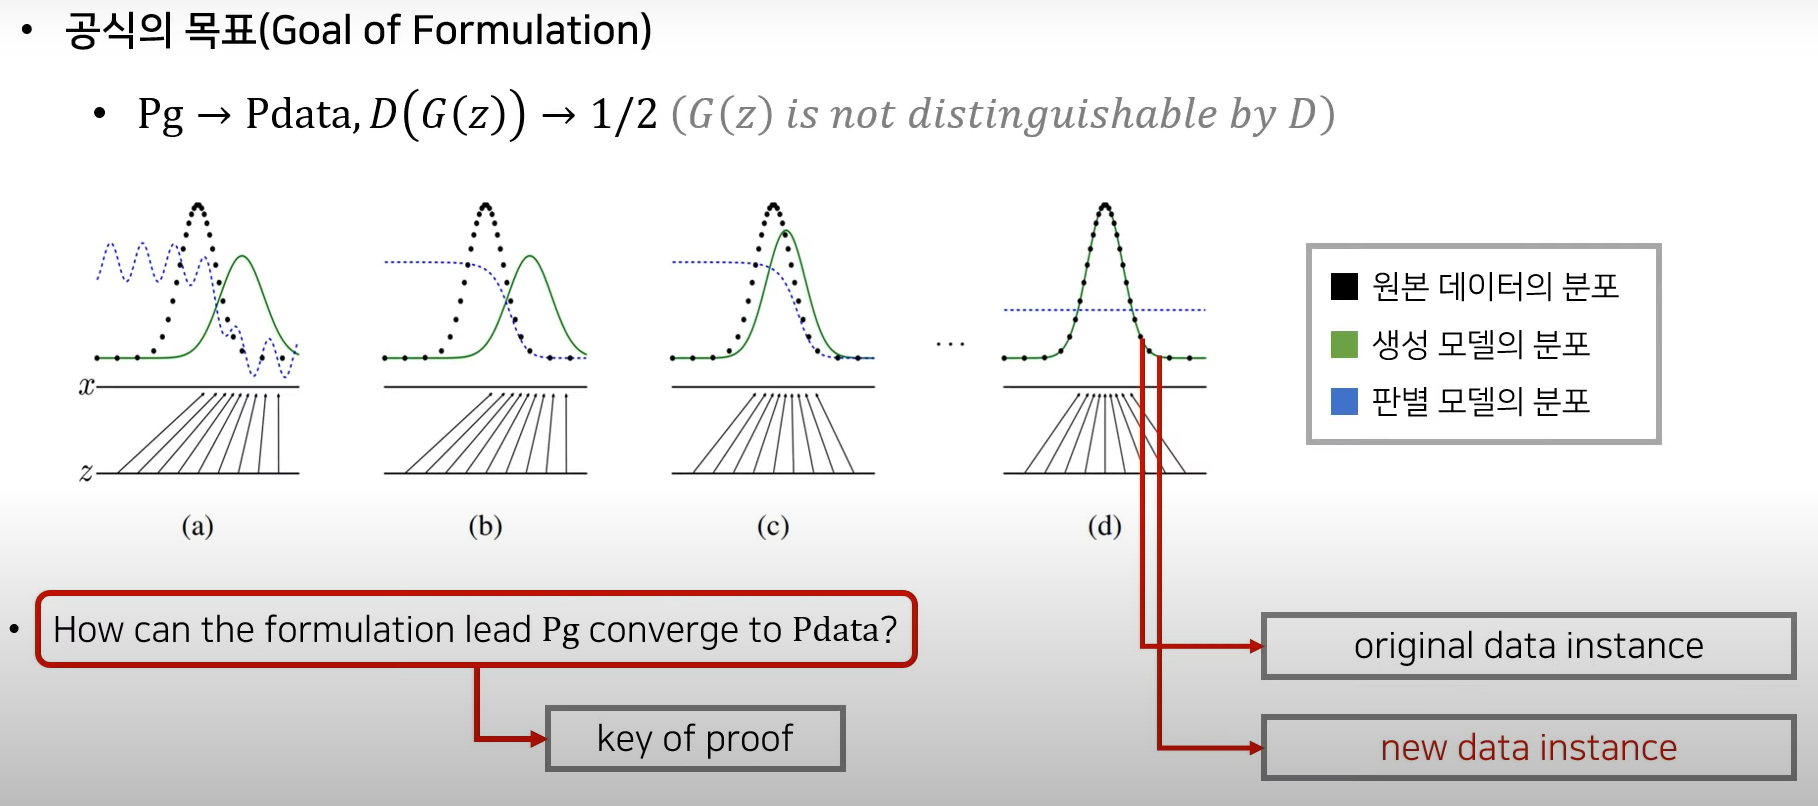 • 공식의 목표(Goal of Formulation)
• Pg → Pdata, D(G(z)) → 1/2 (G(z) is not distinguishable by D)
원본 데이터의 분포
생성 모델의 분포
판별 모델의 분포
...
x
z
(a) (b) (c) (d)
• How can the formulation lead Pg converge to Pdata?
key of proof
original data instance
new data instance